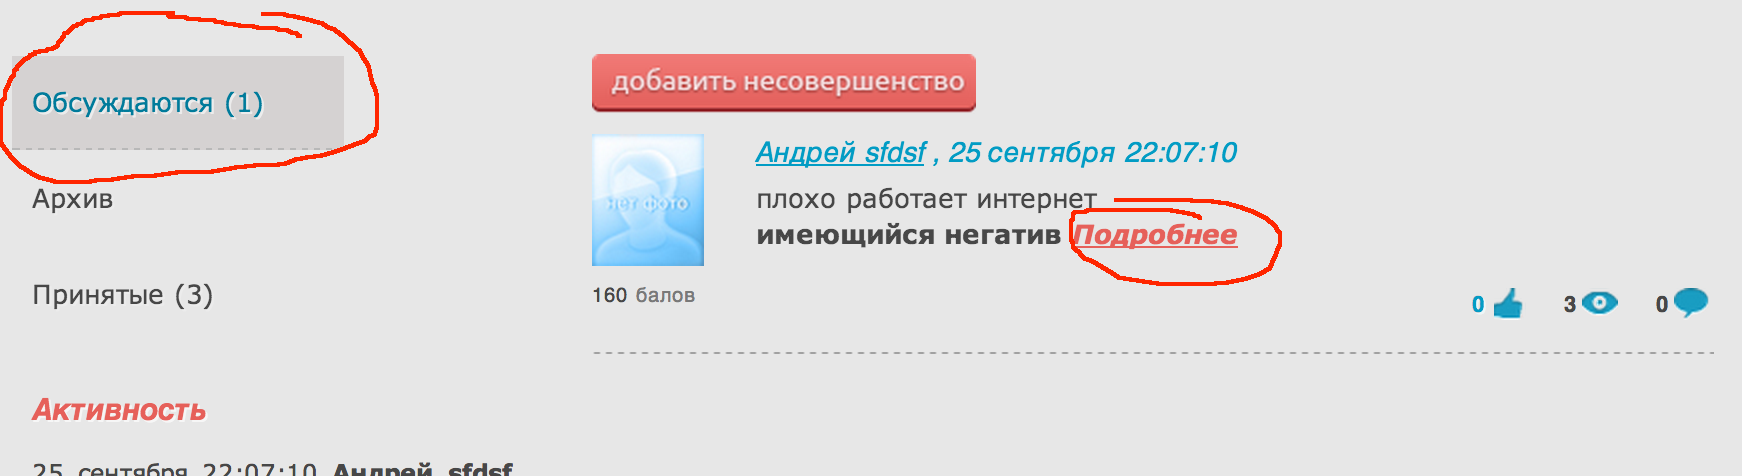 Обсуждаются (1)
Архив
Принятые (3)
Активность
25 сентября 22:07:10 Андрей sfdsf
добавить несовершенство
нет фото
160 балов
Андрей sfdsf , 25 сентября 22:07:10
плохо работает интернет
имеющийся негатив Подробнее
0 3 0